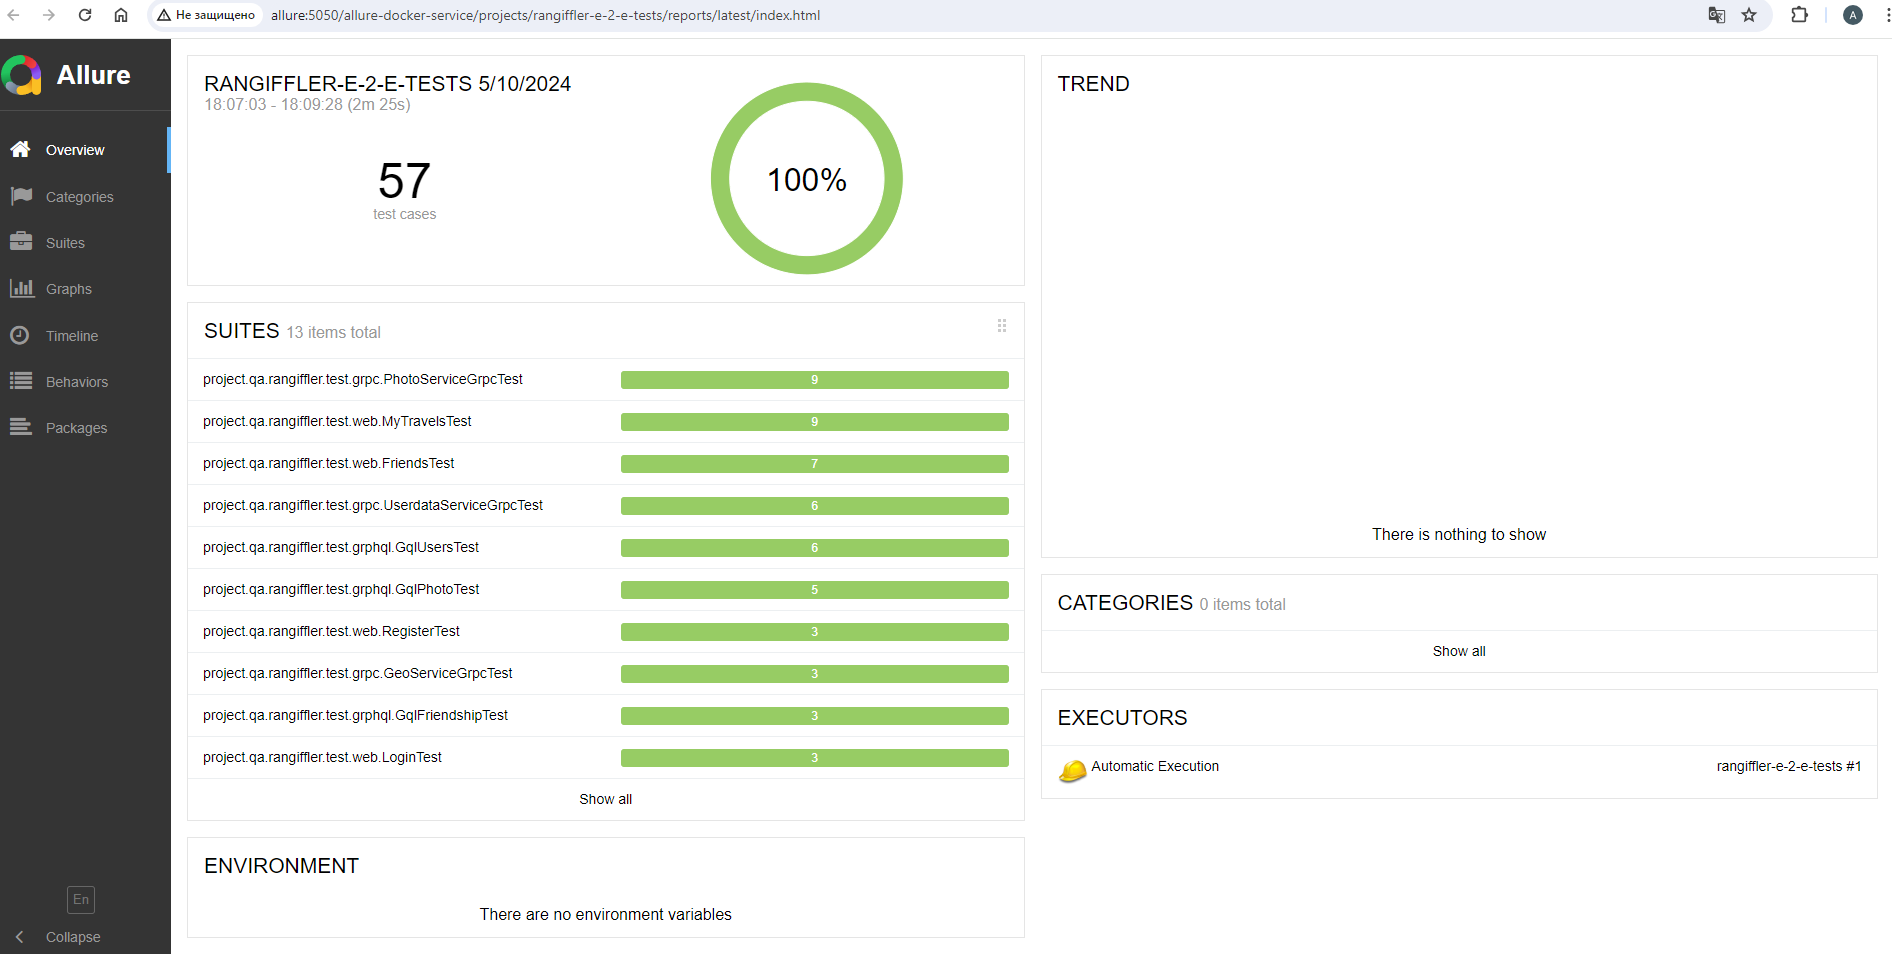 Не защищено
allure:5050/allure-docker-service/projects/rangiffler-e-2-e-tests/reports/latest/index.html
A
Allure
Overview
Categories
Suites
Graphs
Timeline
Behaviors
Packages
En
Collapse
RANGIFFLER-E-2-E-TESTS 5/10/2024
18:07:03 - 18:09:28 (2m 25s)
57
test cases
100%
SUITES 13 items total
project.qa.rangiffler.test.grpc.PhotoServiceGrpcTest 9
project.qa.rangiffler.test.web.MyTravelsTest 9
project.qa.rangiffler.test.web.FriendsTest 7
project.qa.rangiffler.test.grpc.UserdataServiceGrpcTest 6
project.qa.rangiffler.test.grphql.GqlUsersTest 6
project.qa.rangiffler.test.grphql.GqlPhotoTest 5
project.qa.rangiffler.test.web.RegisterTest 3
project.qa.rangiffler.test.grpc.GeoServiceGrpcTest 3
project.qa.rangiffler.test.grphql.GqlFriendshipTest 3
project.qa.rangiffler.test.web.LoginTest 3
Show all
ENVIRONMENT
There are no environment variables
TREND
There is nothing to show
CATEGORIES 0 items total
Show all
EXECUTORS
Automatic Execution rangiffler-e-2-e-tests #1